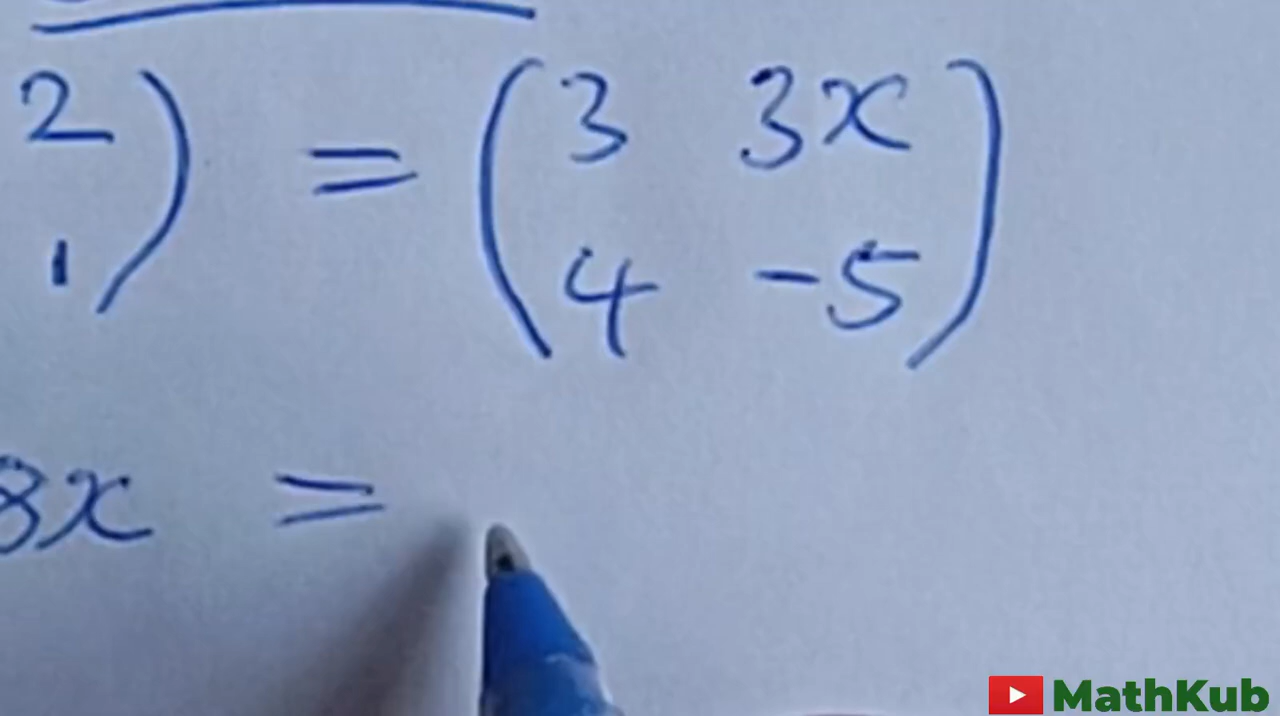 2 ) = ( 3 3x )
1 4 -5
3x =
MathKub